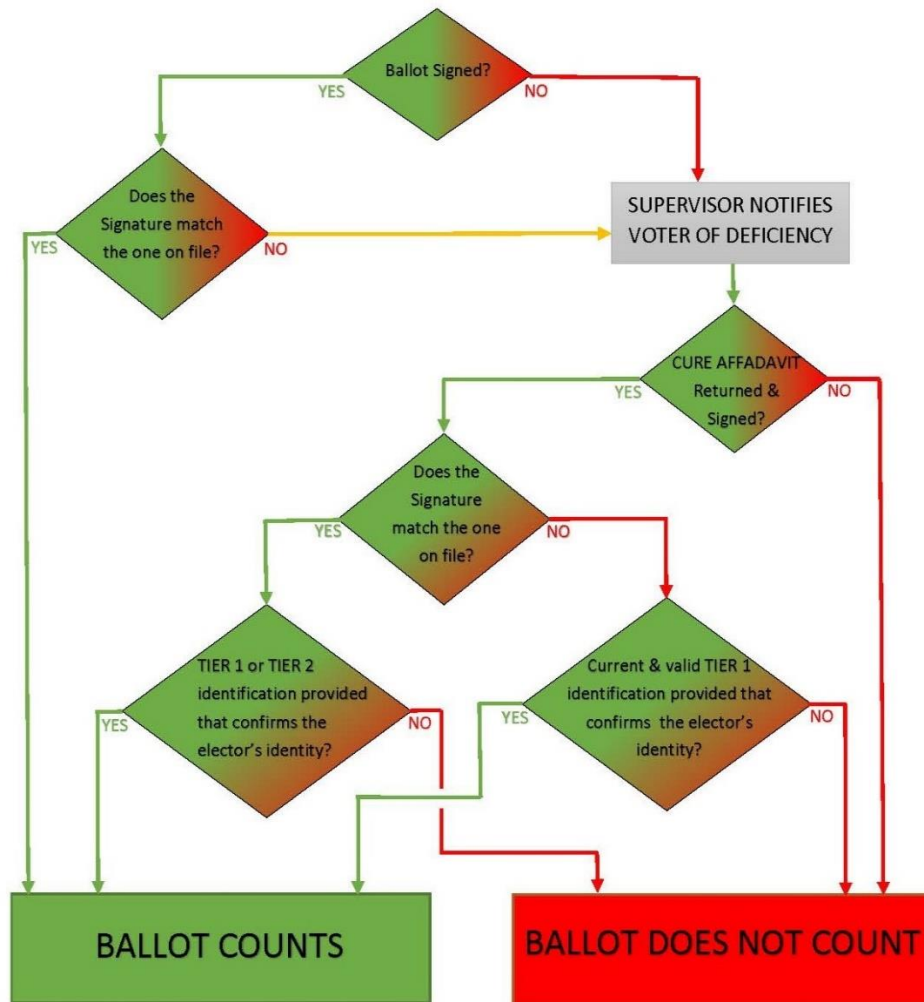 Ballot Signed?
YES
NO
Does the
Signature match
the one on file?
YES
NO
SUPERVISOR NOTIFIES
VOTER OF DEFICIENCY
CURE AFFADAVIT
Returned &
Signed?
YES
NO
Does the
Signature
match the one
on file?
YES
NO
TIER 1 or TIER 2
identification provided
that confirms the
elector's identity?
YES
NO
Current & valid TIER 1
identification provided that
confirms the elector's
identity?
YES
NO
BALLOT COUNTS
BALLOT DOES NOT COUNT